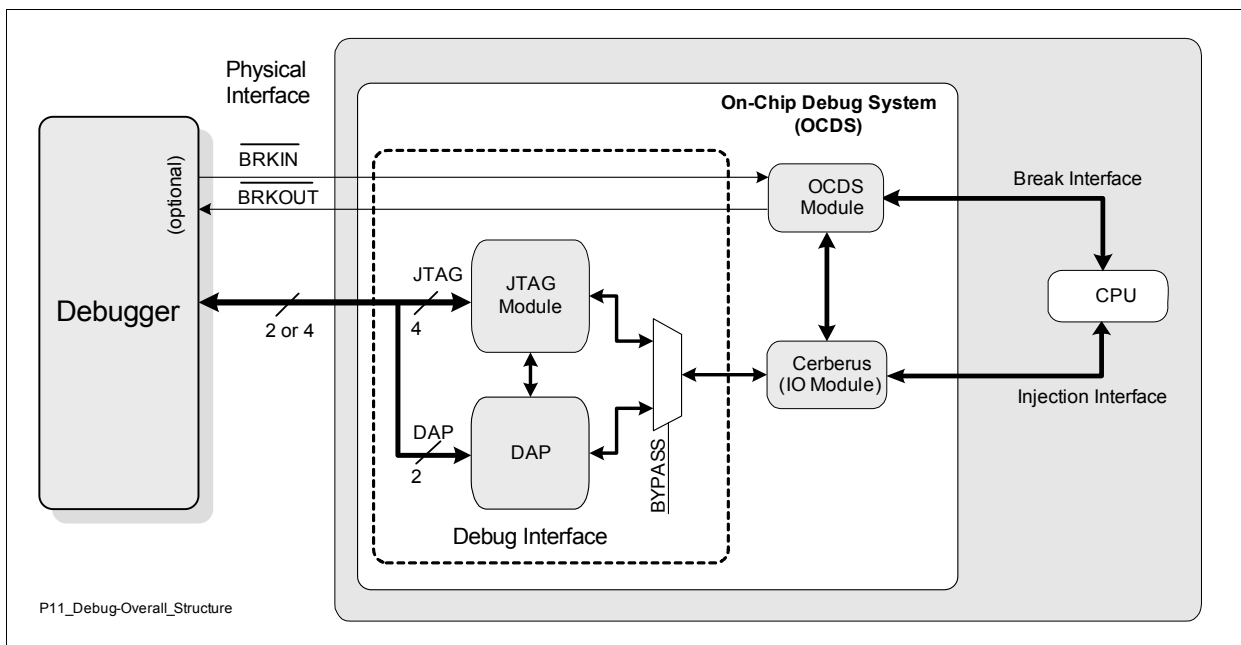 Physical
Interface
On-Chip Debug System
(OCDS)
Debugger
(optional)
BRKIN
BRKOUT
2 or 4
JTAG
4
JTAG
Module
DAP
2
DAP
BYPASS
Debug Interface
OCDS
Module
Cerberus
(IO Module)
Break Interface
CPU
Injection Interface
P11_Debug-Overall_Structure